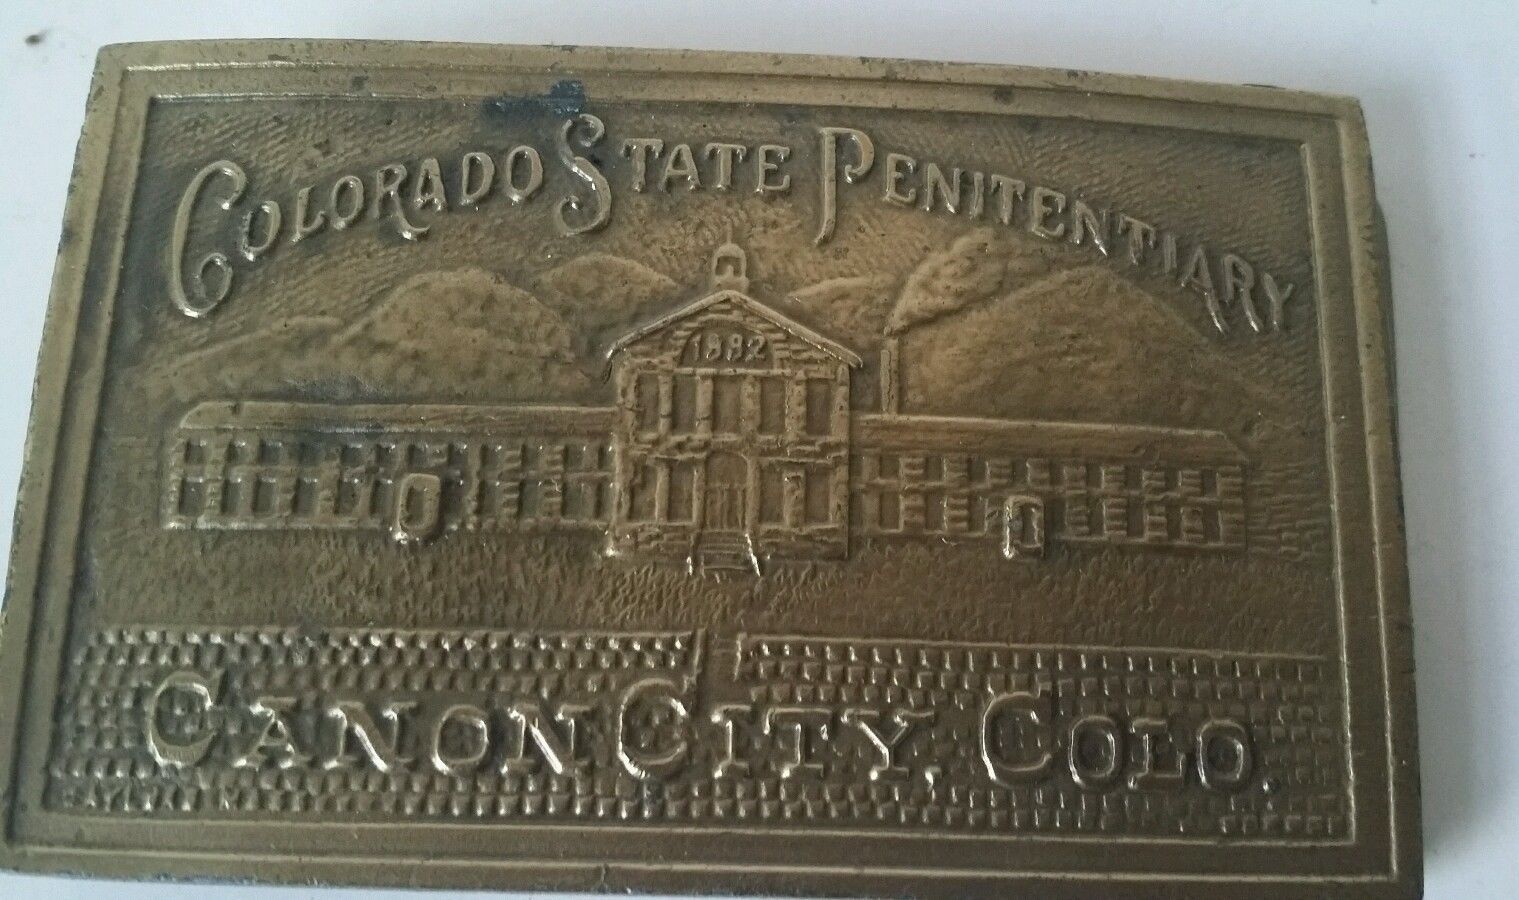 COLORADO STATE PENITENTIARY
1882
CANON CITY, COLO.